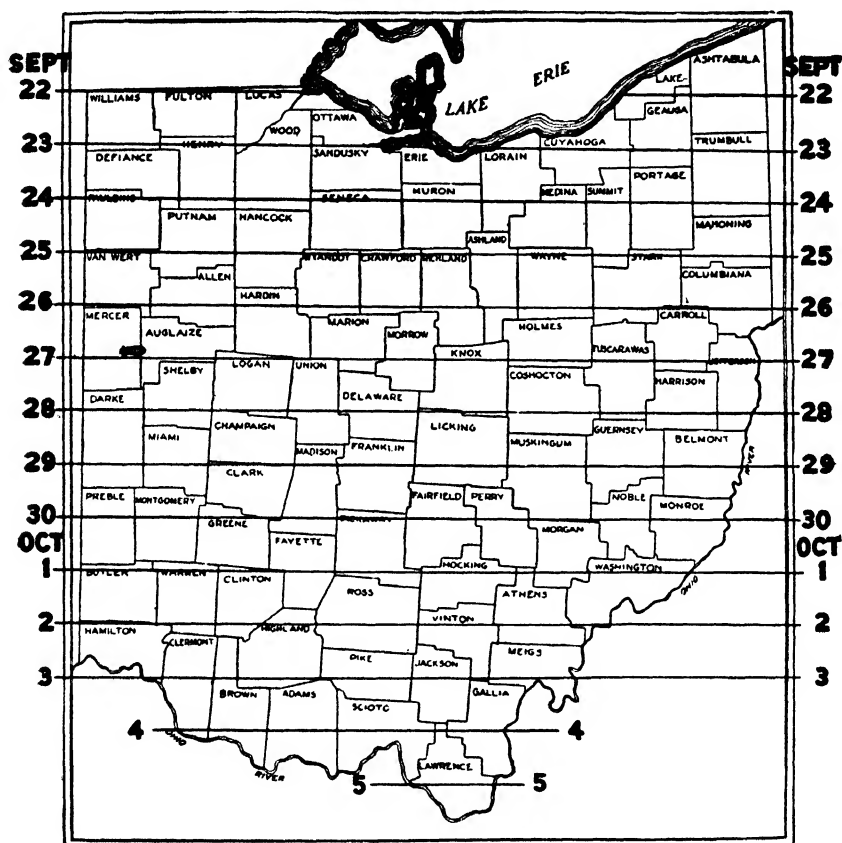 ASHTABULA
SEPT SEPT
LAKE ERIE
LAKE
22 WILLIAMS FULTON LUCAS 22
GEAUGA
OTTAWA
WOOD
23 HENRY CUYAHOGA TRUMBULL 23
DEFIANCE SANDUSKY ERIE LORAIN
PORTAGE
24 PAULDING SENECA HURON MEDINA SUMMIT 24
PUTNAM HANCOCK
MAHONING
ASHLAND
25 VAN WERT WYANDOT CRAWFORD RICHLAND WAYNE STARK 25
ALLEN COLUMBIANA
HARDIN
26 26
MERCER MARION CARROLL
AUGLAIZE MORROW HOLMES
27 KNOX TUSCARAWAS 27
SHELBY LOGAN UNION JEFFERSON
COSHOCTON HARRISON
DARKE DELAWARE
28 28
MIAMI CHAMPAIGN LICKING GUERNSEY
MADISON FRANKLIN MUSKINGUM BELMONT
29 CLARK 29
RIVER
PREBLE MONTGOMERY FAIRFIELD PERRY NOBLE
MONROE
30 GREENE PICKAWAY 30
OCT FAYETTE MORGAN OCT
HOCKING WASHINGTON
1 BUTLER WARREN CLINTON 1
ROSS ATHENS OHIO
VINTON
2 HAMILTON HIGHLAND 2
CLERMONT MEIGS
PIKE JACKSON
3 3
BROWN ADAMS GALLIA
SCIOTO
4 4
OHIO
LAWRENCE
RIVER
5 5